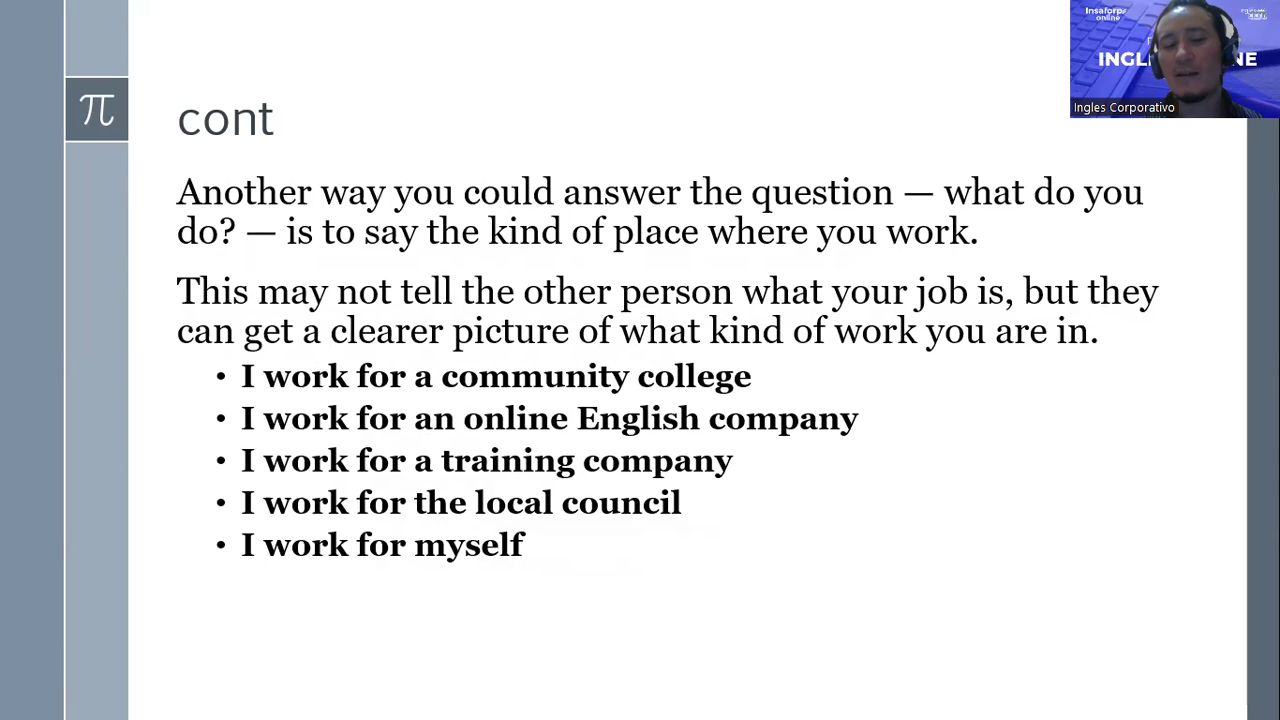 π
cont
Another way you could answer the question — what do you
do? — is to say the kind of place where you work.
This may not tell the other person what your job is, but they
can get a clearer picture of what kind of work you are in.
• I work for a community college
• I work for an online English company
• I work for a training company
• I work for the local council
• I work for myself
Insaforp
online
Ingles Corporativo